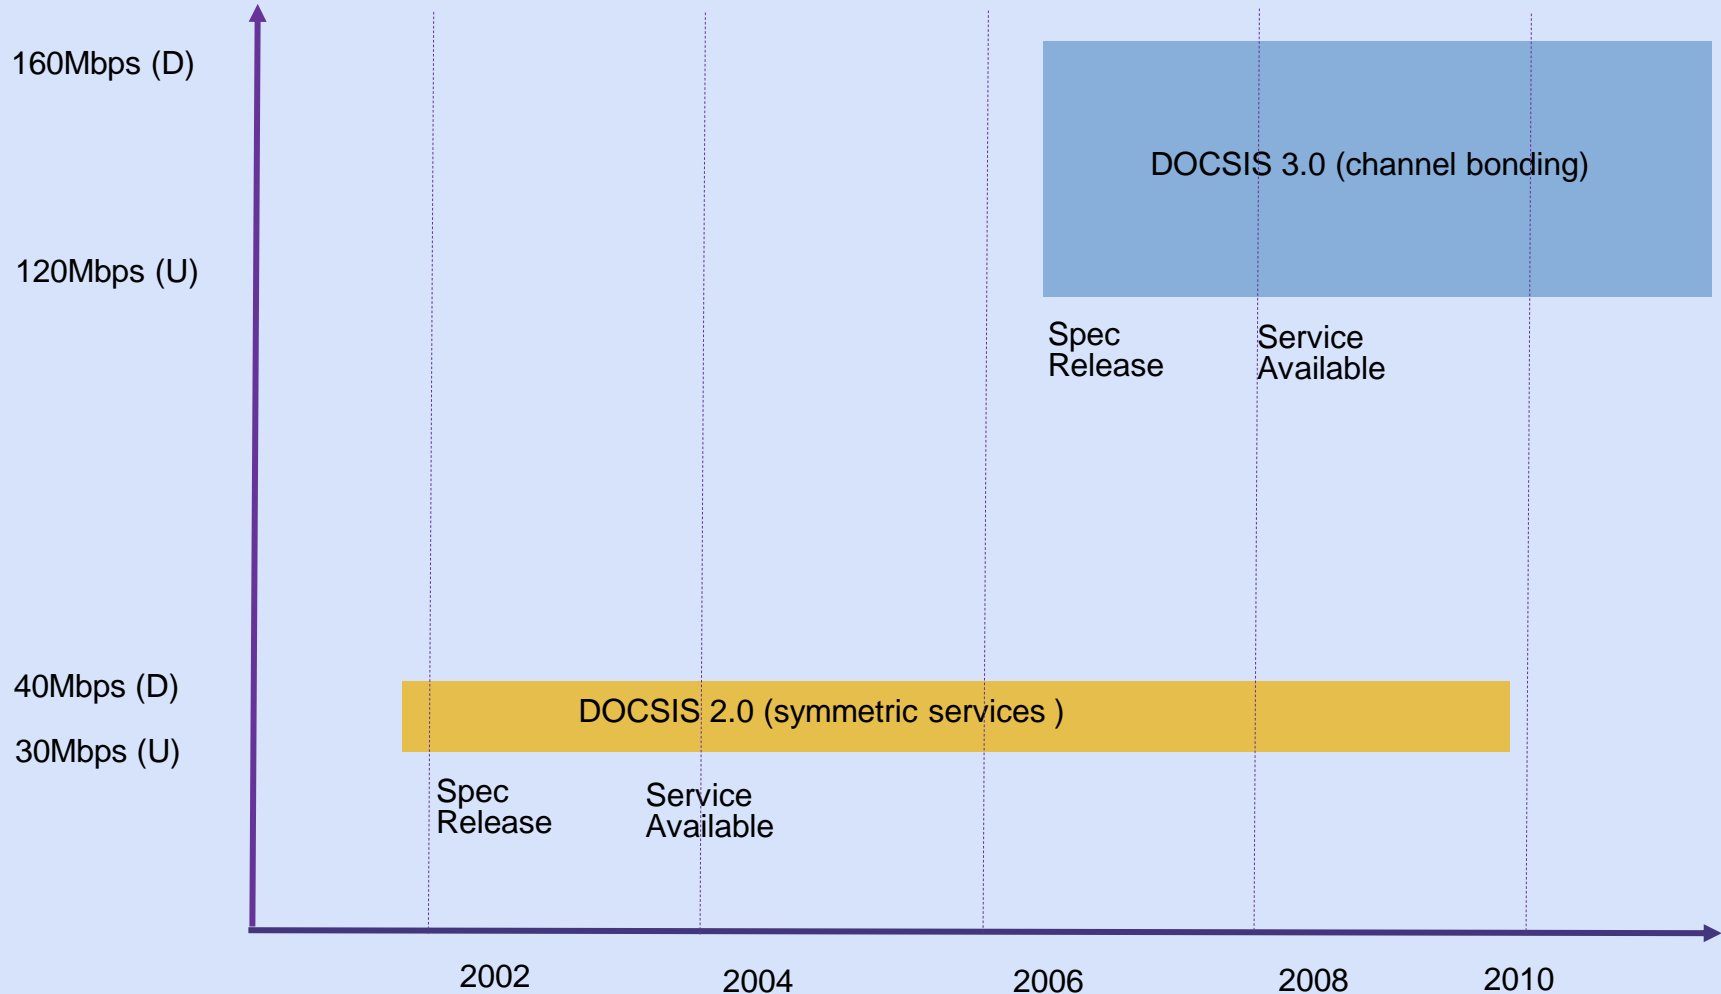 160Mbps (D)
DOCSIS 3.0 (channel bonding)
120Mbps (U)
Spec
Release
Service
Available
40Mbps (D)
DOCSIS 2.0 (symmetric services )
30Mbps (U)
Spec
Release
Service
Available
2002
2004
2006
2008
2010